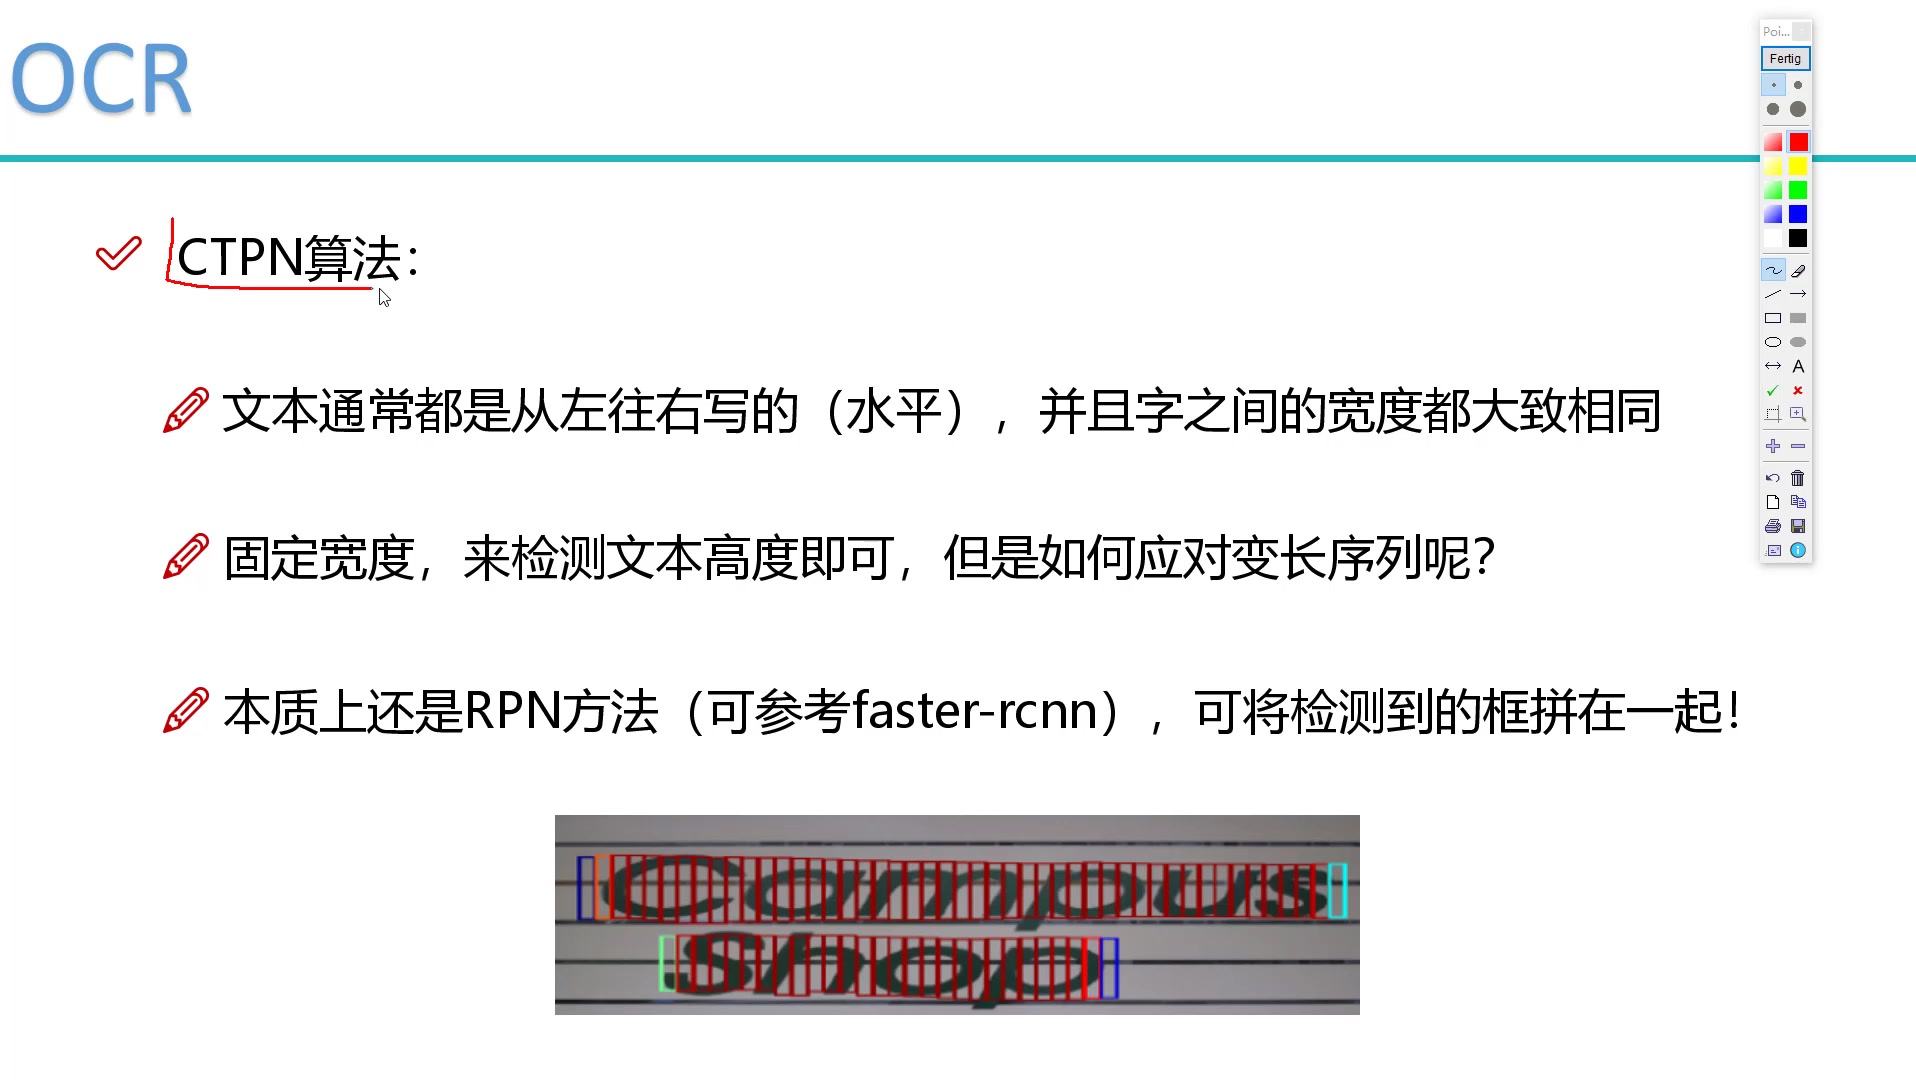 OCR
CTPN算法：
文本通常都是从左往右写的（水平），并且字之间的宽度都大致相同
固定宽度，来检测文本高度即可，但是如何应对变长序列呢？
本质上还是RPN方法（可参考faster-rcnn），可将检测到的框拼在一起！
Campus
Shop
Poi...
Fertig
A